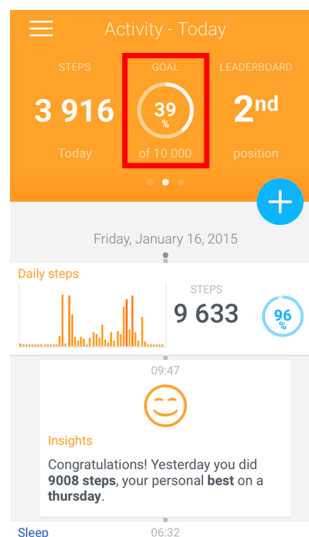 Activity - Today
STEPS
GOAL
LEADERBOARD
3 916
39
%
2nd
Today
of 10 000
position
Friday, January 16, 2015
Daily steps
STEPS
9 633
96
%
09:47
Insights
Congratulations! Yesterday you did
9008 steps, your personal best on a
thursday.
Sleep
06:32